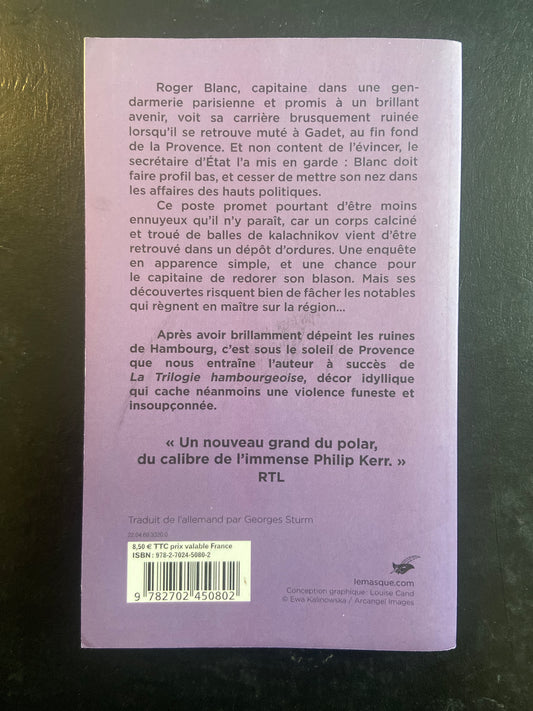 Roger Blanc, capitaine dans une gen-
darmerie parisienne et promis à un brillant
avenir, voit sa carrière brusquement ruinée
lorsqu'il se retrouve muté à Gadet, au fin fond
de la Provence. Et non content de l'évincer, le
secrétaire d'État l'a mis en garde : Blanc doit
faire profil bas, et cesser de mettre son nez dans
les affaires des hauts politiques.
Ce poste promet pourtant d'être moins
ennuyeux qu'il n'y paraît, car un corps calciné
et troué de balles de kalachnikov vient d'être
retrouvé dans un dépôt d'ordures. Une enquête
en apparence simple, et une chance pour
le capitaine de redorer son blason. Mais ses
découvertes risquent bien de fâcher les notables
qui règnent en maître sur la région...
Après avoir brillamment dépeint les ruines
de Hambourg, c'est sous le soleil de Provence
que nous entraîne l'auteur à succès de
La Trilogie hambourgeoise, décor idyllique
qui cache néanmoins une violence funeste et
insoupçonnée.
« Un nouveau grand du polar,
du calibre de l'immense Philip Kerr. »
RTL
Traduit de l'allemand par Georges Sturm
8,50 € TTC prix valable France
ISBN : 978-2-7024-5080-2
9 782702 450802
lemasque.com
Conception graphique : Louise Cand
© Ewa Kalinowska / Arcangel Images